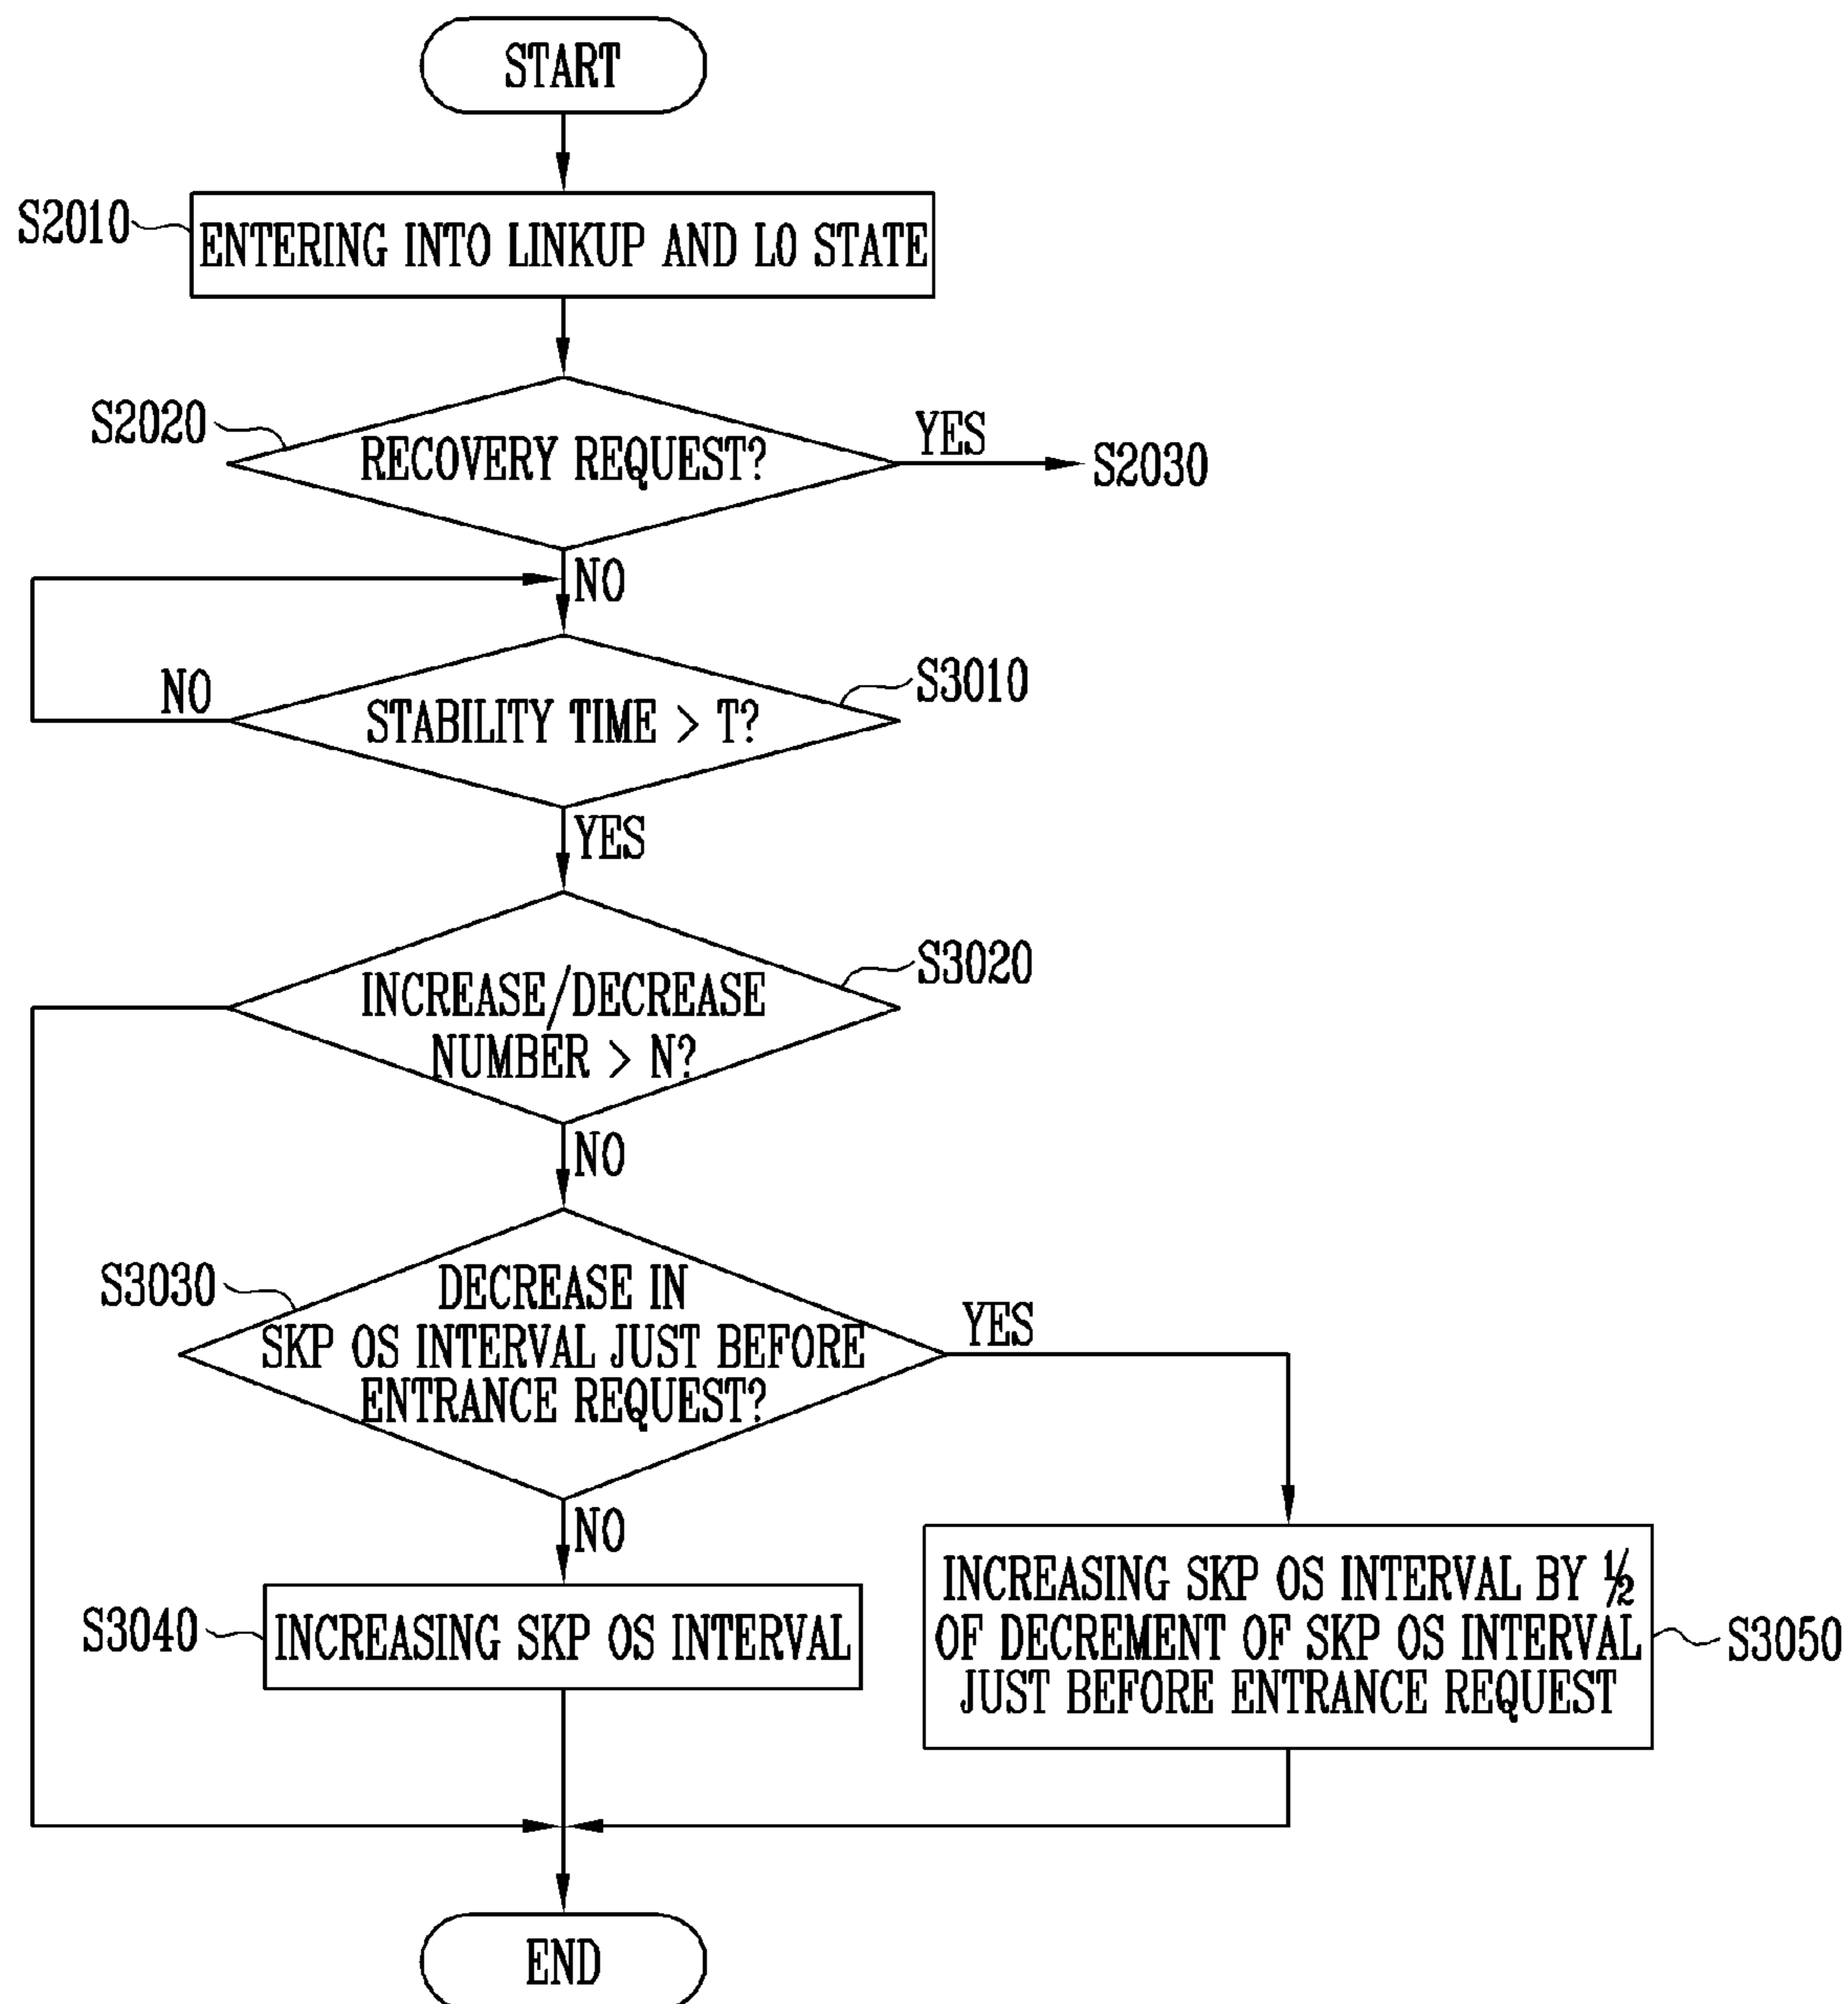 START
S2010
ENTERING INTO LINKUP AND L0 STATE
S2020
RECOVERY REQUEST?
YES
S2030
NO
NO
STABILITY TIME > T?
S3010
YES
INCREASE/DECREASE
NUMBER > N?
S3020
NO
S3030
DECREASE IN
SKP OS INTERVAL JUST BEFORE
ENTRANCE REQUEST?
YES
NO
S3040
INCREASING SKP OS INTERVAL
INCREASING SKP OS INTERVAL BY ½
OF DECREMENT OF SKP OS INTERVAL
JUST BEFORE ENTRANCE REQUEST
S3050
END